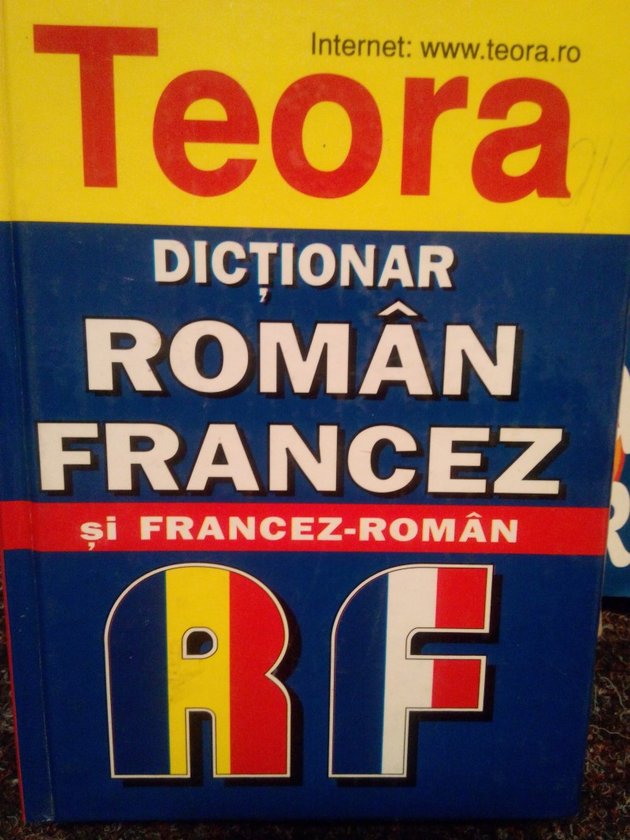 Internet: www.teora.ro
Teora
DICȚIONAR
ROMÂN
FRANCEZ
și FRANCEZ-ROMÂN
RF